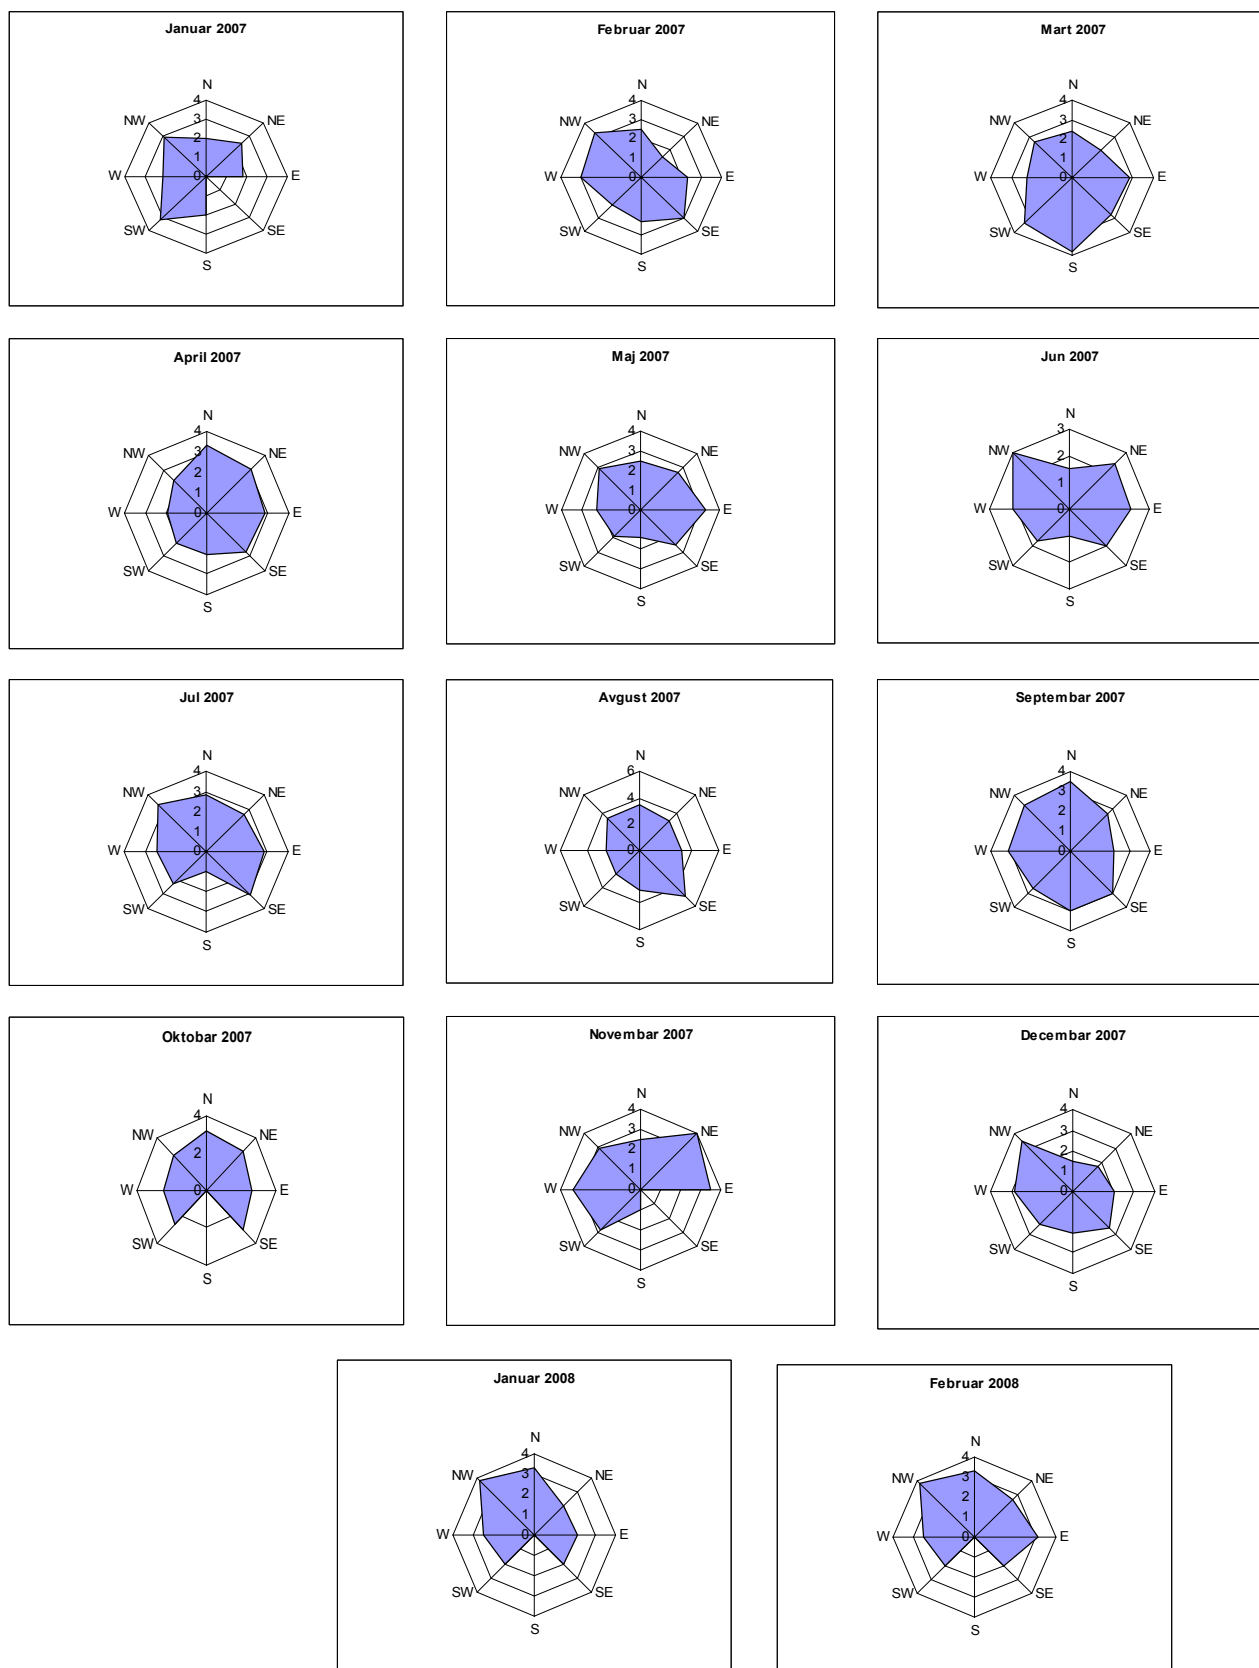 Januar 2007
N
4
NW 3 NE
2
1
W 0 E
SW SE
S
Februar 2007
N
4
NW 3 NE
2
1
W 0 E
SW SE
S
Mart 2007
N
4
NW 3 NE
2
1
W 0 E
SW SE
S
April 2007
N
4
NW 3 NE
2
1
W 0 E
SW SE
S
Maj 2007
N
4
NW 3 NE
2
1
W 0 E
SW SE
S
Jun 2007
N
3
NW 2 NE
1
W 0 E
SW SE
S
Jul 2007
N
4
NW 3 NE
2
1
W 0 E
SW SE
S
Avgust 2007
N
6
NW 4 NE
2
W 0 E
SW SE
S
Septembar 2007
N
4
NW 3 NE
2
1
W 0 E
SW SE
S
Oktobar 2007
N
4
NW NE
2
W 0 E
SW SE
S
Novembar 2007
N
4
NW 3 NE
2
1
W 0 E
SW SE
S
Decembar 2007
N
4
NW 3 NE
2
1
W 0 E
SW SE
S
Januar 2008
N
4
NW 3 NE
2
1
W 0 E
SW SE
S
Februar 2008
N
4
NW 3 NE
2
1
W 0 E
SW SE
S